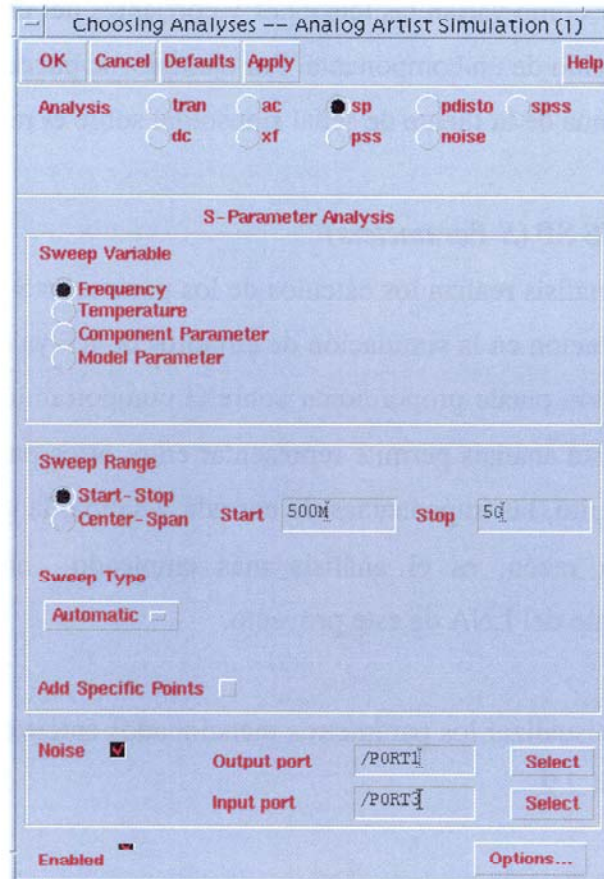 Choosing Analyses -- Analog Artist Simulation (1)
OK Cancel Defaults Apply Help
Analysis tran ac sp pdisto spss
dc xf pss noise
S-Parameter Analysis
Sweep Variable
Frequency
Temperature
Component Parameter
Model Parameter
Sweep Range
Start-Stop
Center-Span
Start 500M Stop 5G
Sweep Type
Automatic
Add Specific Points
Noise
Output port /PORT1 Select
Input port /PORT3 Select
Enabled
Options...